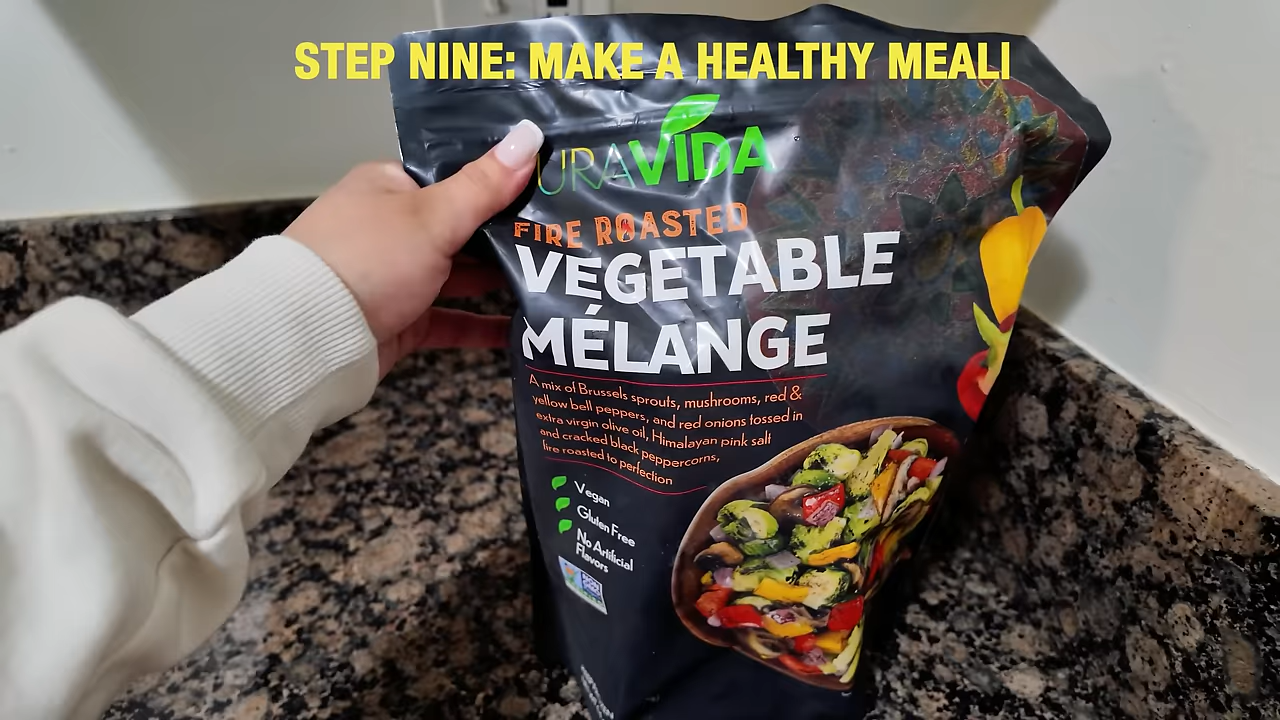 STEP NINE: MAKE A HEALTHY MEAL!
URAVIDA
FIRE ROASTED
VEGETABLE
MÉLANGE
A mix of Brussels sprouts, mushrooms, red &
yellow bell peppers, and red onions tossed in
extra virgin olive oil, Himalayan pink salt
and cracked black peppercorns,
fire roasted to perfection
Vegan
Gluten Free
No Artificial
Flavors